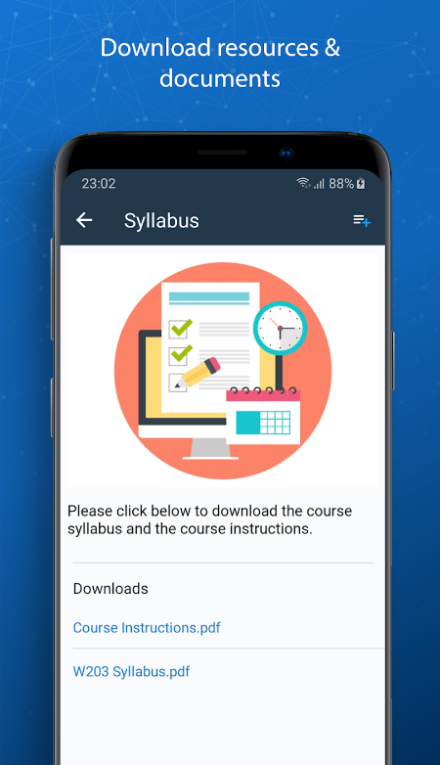 Download resources &
documents
23:02
88%
Syllabus
Please click below to download the course
syllabus and the course instructions.
Downloads
Course Instructions.pdf
W203 Syllabus.pdf